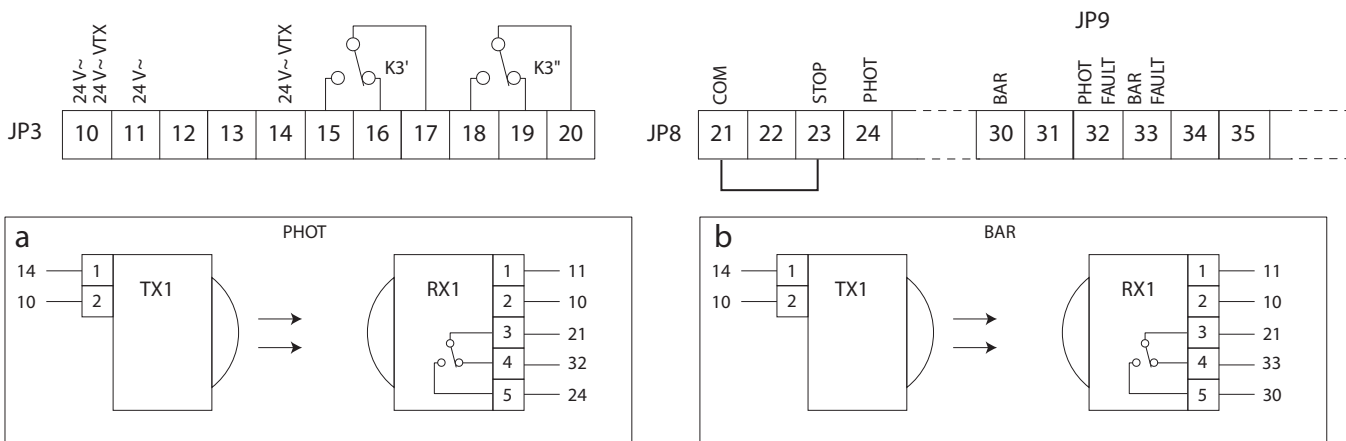 JP9
24 V~
24 V~ VTX
24 V~
24 V~ VTX
K3'
K3"
COM
STOP
PHOT
BAR
PHOT
FAULT
BAR
FAULT
JP3 10 11 12 13 14 15 16 17 18 19 20
JP8 21 22 23 24 30 31 32 33 34 35
a PHOT
14 1 TX1 RX1 1 11
10 2 2 10
3 21
4 32
5 24
b BAR
14 1 TX1 RX1 1 11
10 2 2 10
3 21
4 33
5 30